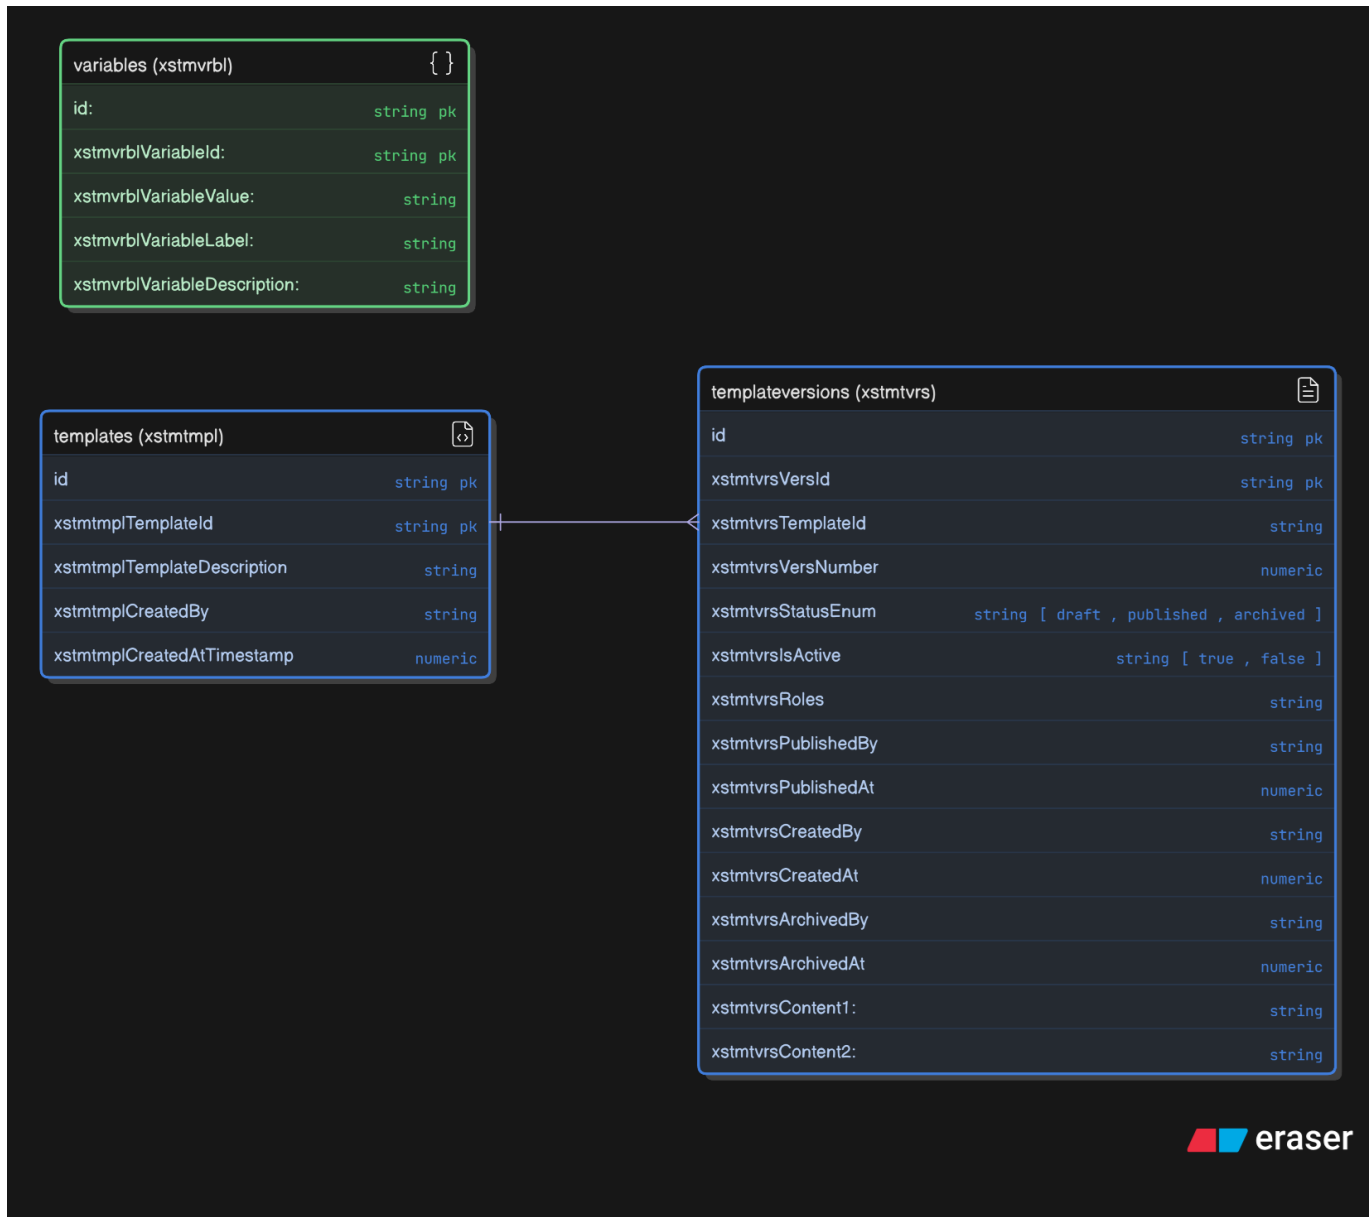 variables (xstmvrbl) { }
id: string pk
xstmvrblVariableId: string pk
xstmvrblVariableValue: string
xstmvrblVariableLabel: string
xstmvrblVariableDescription: string
templates (xstmtmpl)
id string pk
xstmtmplTemplateId string pk
xstmtmplTemplateDescription string
xstmtmplCreatedBy string
xstmtmplCreatedAtTimestamp numeric
templateversions (xstmtvrs)
id string pk
xstmtvrsVersId string pk
xstmtvrsTemplateId string
xstmtvrsVersNumber numeric
xstmtvrsStatusEnum string [ draft , published , archived ]
xstmtvrsIsActive string [ true , false ]
xstmtvrsRoles string
xstmtvrsPublishedBy string
xstmtvrsPublishedAt numeric
xstmtvrsCreatedBy string
xstmtvrsCreatedAt numeric
xstmtvrsArchivedBy string
xstmtvrsArchivedAt numeric
xstmtvrsContent1: string
xstmtvrsContent2: string
eraser